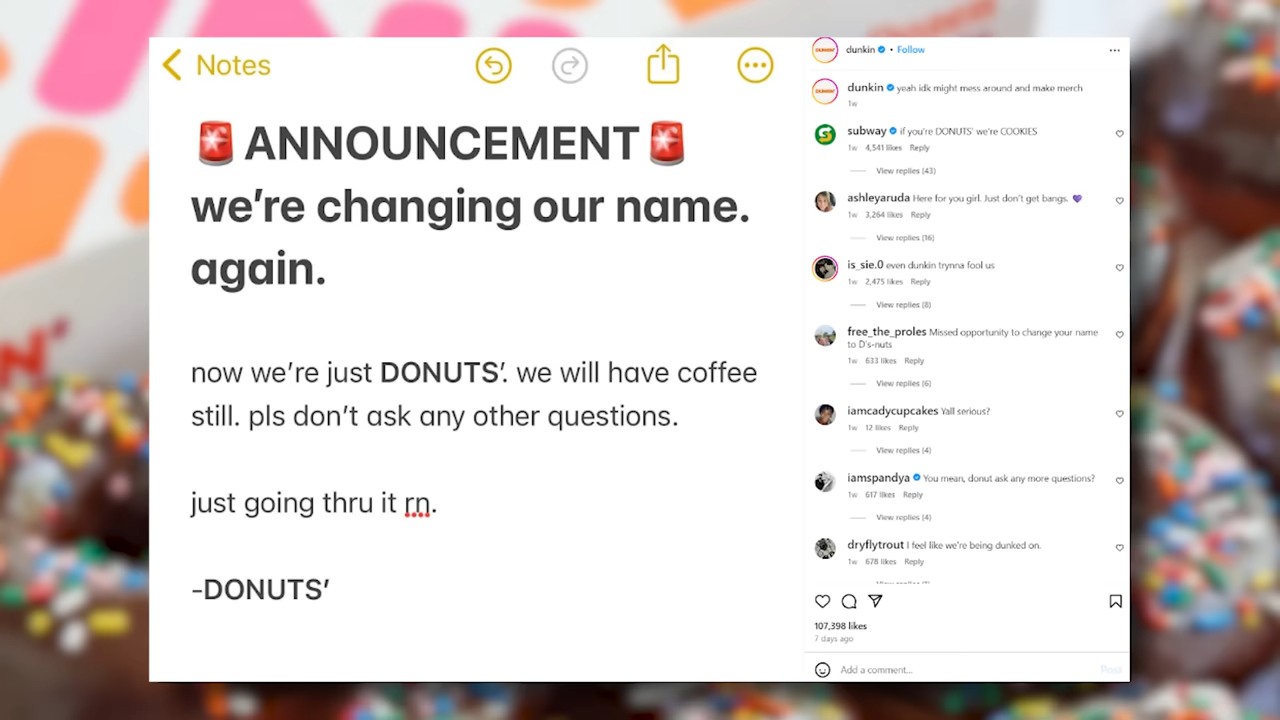 Notes
🚨ANNOUNCEMENT🚨
we're changing our name.
again.
now we're just DONUTS'. we will have coffee
still. pls don't ask any other questions.
just going thru it rn.
-DONUTS'
dunkin • Follow
dunkin yeah idk might mess around and make merch
1w
subway if you're DONUTS' we're COOKIES
1w 4,541 likes Reply
View replies (43)
ashleyaruda Here for you girl. Just don't get bangs. 💜
1w 3,264 likes Reply
View replies (16)
is_sie.0 even dunkin trynna fool us
1w 2,475 likes Reply
View replies (8)
free_the_proles Missed opportunity to change your name
to D's-nuts
1w 633 likes Reply
View replies (6)
iamcadycupcakes Yall serious?
1w 12 likes Reply
View replies (4)
iamspandya You mean, donut ask any more questions?
1w 617 likes Reply
View replies (4)
dryflytrout I feel like we're being dunked on.
1w 678 likes Reply
107,398 likes
7 days ago
Add a comment...
Post